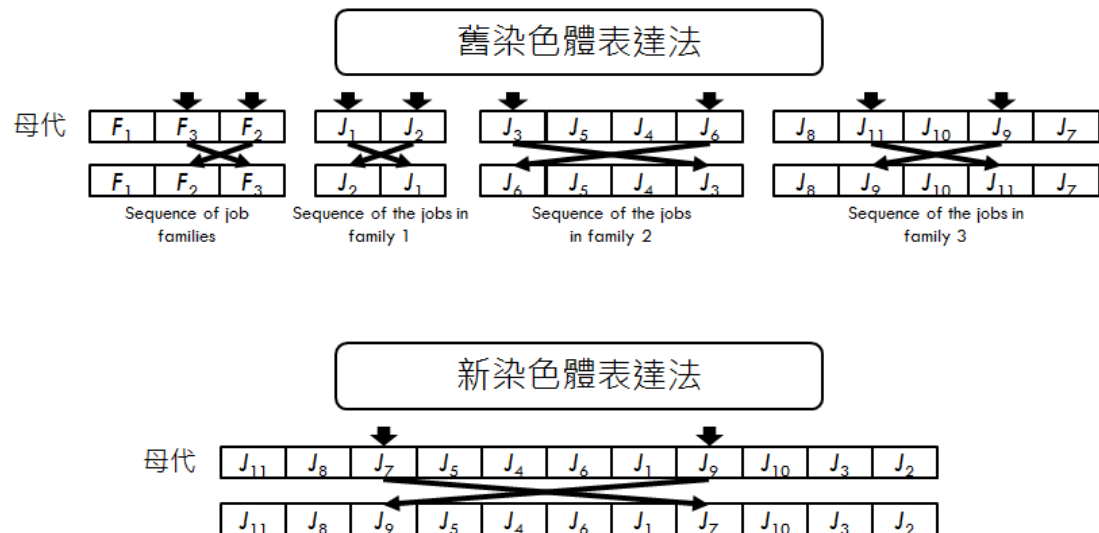 舊染色體表達法
母代 F1 F3 F2 J1 J2 J3 J5 J4 J6 J8 J11 J10 J9 J7
F1 F2 F3 J2 J1 J6 J5 J4 J3 J8 J9 J10 J11 J7
Sequence of job
families
Sequence of the jobs in
family 1
Sequence of the jobs
in family 2
Sequence of the jobs in
family 3
新染色體表達法
母代 J11 J8 J7 J5 J4 J6 J1 J9 J10 J3 J2
J11 J8 J9 J5 J4 J6 J1 J7 J10 J3 J2